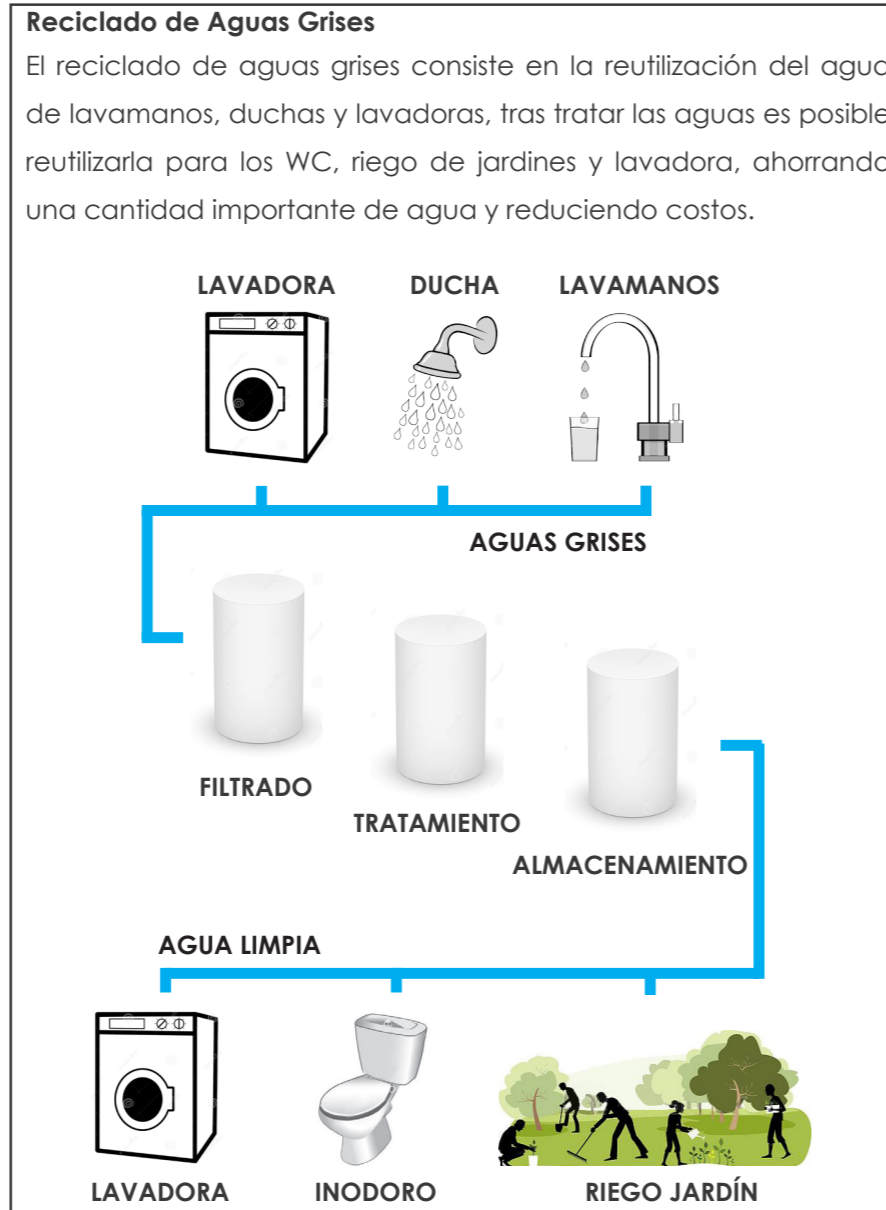 Reciclado de Aguas Grises
El reciclado de aguas grises consiste en la reutilización del agua
de lavamanos, duchas y lavadoras, tras tratar las aguas es posible
reutilizarla para los WC, riego de jardines y lavadora, ahorrando
una cantidad importante de agua y reduciendo costos.
LAVADORA DUCHA LAVAMANOS
AGUAS GRISES
FILTRADO
TRATAMIENTO
ALMACENAMIENTO
AGUA LIMPIA
LAVADORA INODORO RIEGO JARDÍN